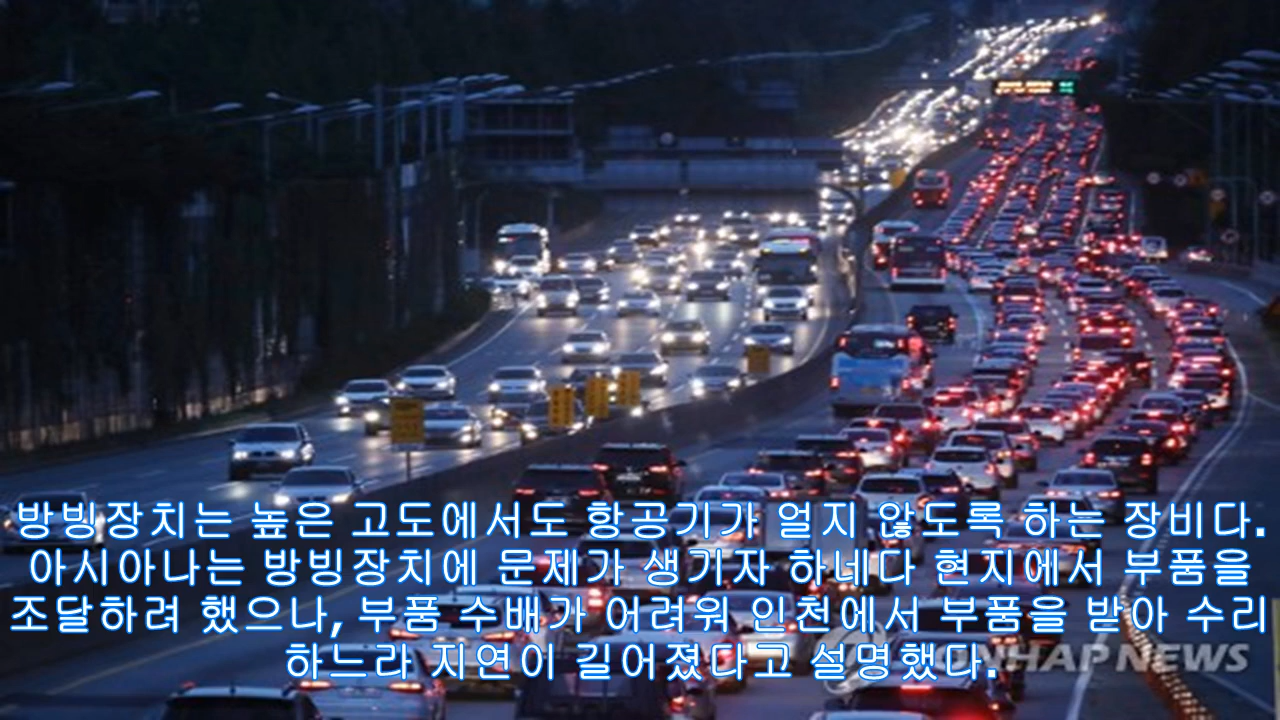 방빙장치는 높은 고도에서도 항공기가 얼지 않도록 하는 장비다.
아시아나는 방빙장치에 문제가 생기자 하네다 현지에서 부품을
조달하려 했으나, 부품 수배가 어려워 인천에서 부품을 받아 수리
하느라 지연이 길어졌다고 설명했다.
YONHAP NEWS